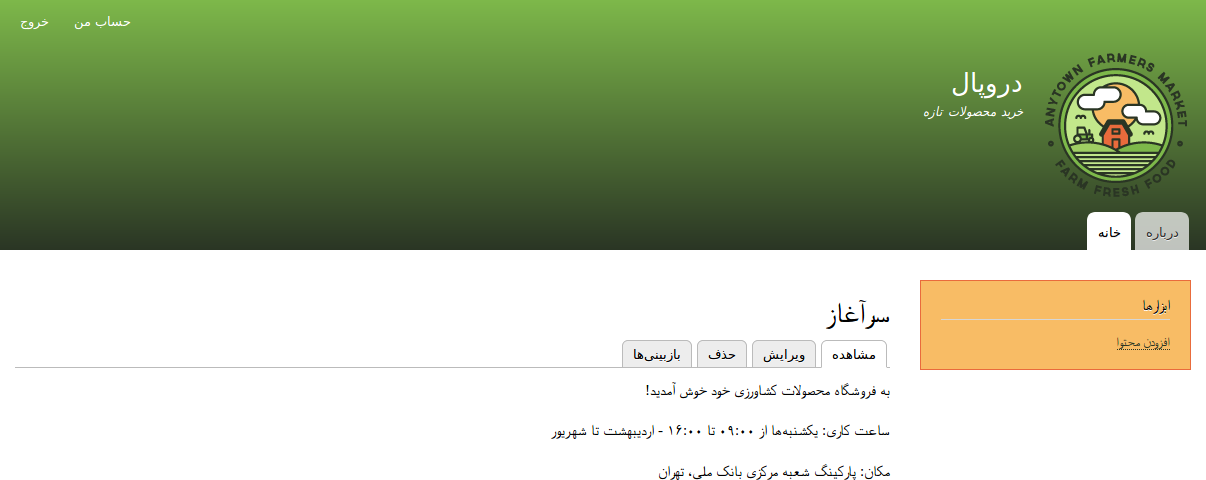 حساب من
خروج
ANYTOWN FARMERS MARKET
FARM FRESH FOOD
دروپال
خرید محصولات تازه
درباره
خانه
ابزارها
افزودن محتوا
سرآغاز
مشاهده
ویرایش
حذف
بازبینی‌ها
به فروشگاه محصولات کشاورزی خود خوش آمدید!
ساعت کاری: یکشنبه‌ها از ۰۹:۰۰ تا ۱۶:۰۰ - اردیبهشت تا شهریور
مکان: پارکینگ شعبه مرکزی بانک ملی، تهران